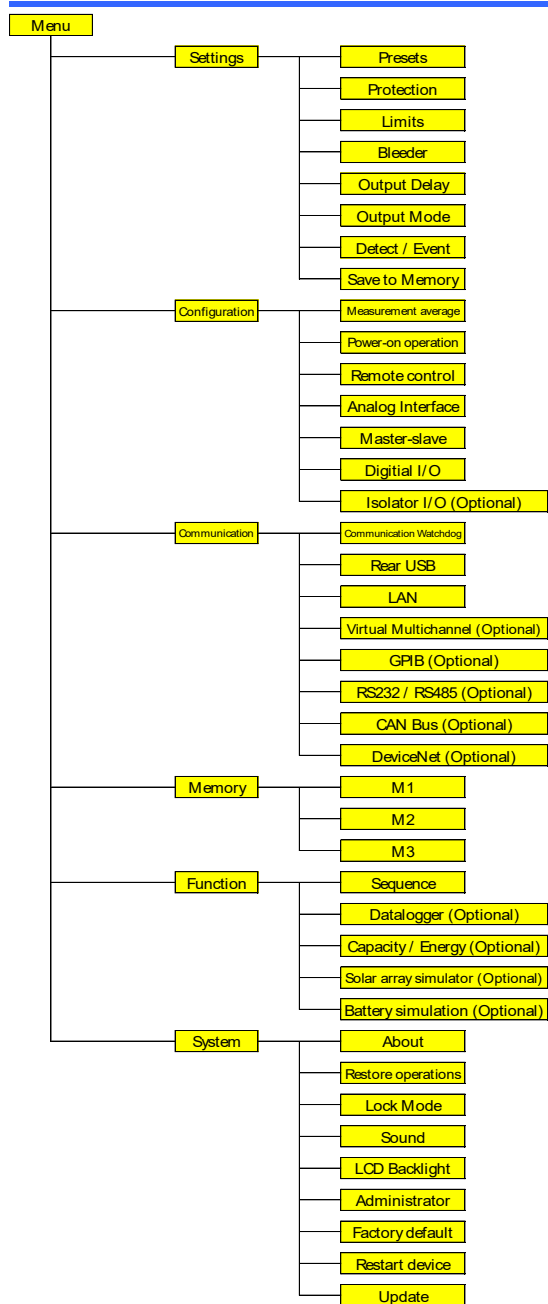 Menu
Settings
Presets
Protection
Limits
Bleeder
Output Delay
Output Mode
Detect / Event
Save to Memory
Configuration
Measurement average
Power-on operation
Remote control
Analog Interface
Master-slave
Digitial I/O
Isolator I/O (Optional)
Communication
Communication Watchdog
Rear USB
LAN
Virtual Multichannel (Optional)
GPIB (Optional)
RS232 / RS485 (Optional)
CAN Bus (Optional)
DeviceNet (Optional)
Memory
M1
M2
M3
Function
Sequence
Datalogger (Optional)
Capacity / Energy (Optional)
Solar array simulator (Optional)
Battery simulation (Optional)
System
About
Restore operations
Lock Mode
Sound
LCD Backlight
Administrator
Factory default
Restart device
Update